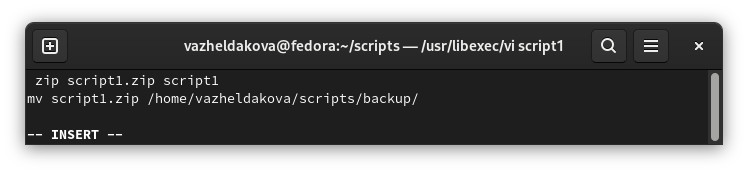 vazheldakova@fedora:~/scripts — /usr/libexec/vi script1
zip script1.zip script1
mv script1.zip /home/vazheldakova/scripts/backup/
-- INSERT --